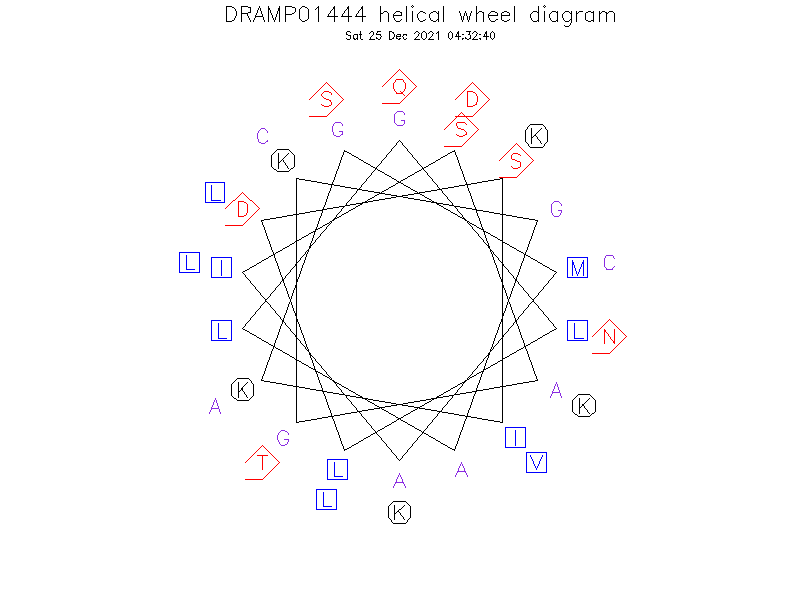 DRAMP01444 helical wheel diagram
Sat 25 Dec 2021 04:32:40
S Q D
G G S K
C K S
L D G
L I M C
L L N
A K A K
T G I V
L A A
L K